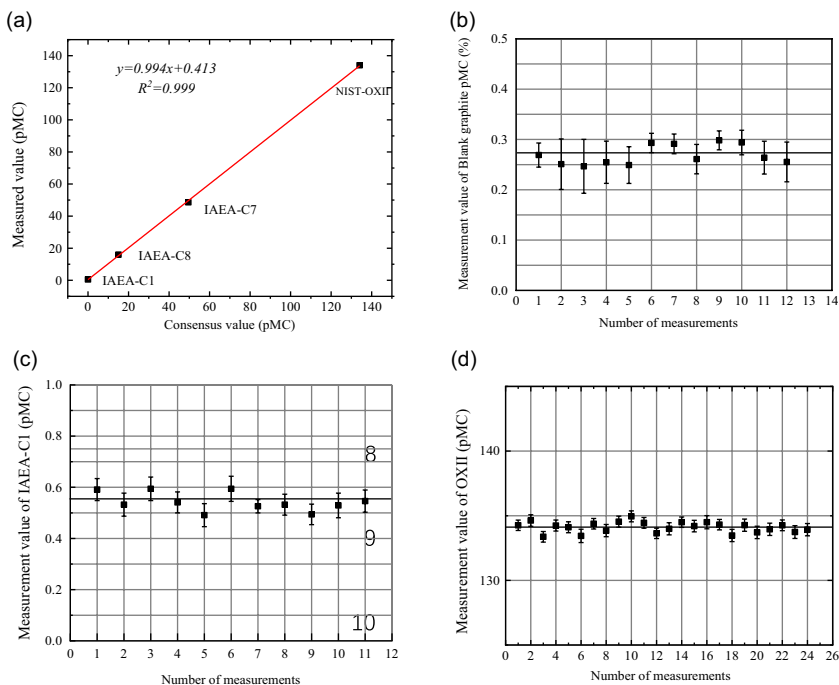 (a)
140
120
100
80
60
40
20
0
0 20 40 60 80 100 120 140
Measured value (pMC)
Consensus value (pMC)
y=0.994x+0.413
R²=0.999
NIST-OXII
IAEA-C7
IAEA-C8
IAEA-C1
(b)
0.5
0.4
0.3
0.2
0.1
0.0
0 1 2 3 4 5 6 7 8 9 10 11 12 13 14
Measurement value of Blank graphite pMC (%)
Number of measurements
(c)
1.0
0.8
0.6
0.4
0.2
0.0
0 1 2 3 4 5 6 7 8 9 10 11 12
Measurement value of IAEA-C1 (pMC)
Number of measurements
8
9
10
(d)
140
130
0 2 4 6 8 10 12 14 16 18 20 22 24 26
Measurement value of OXII (pMC)
Number of measurements